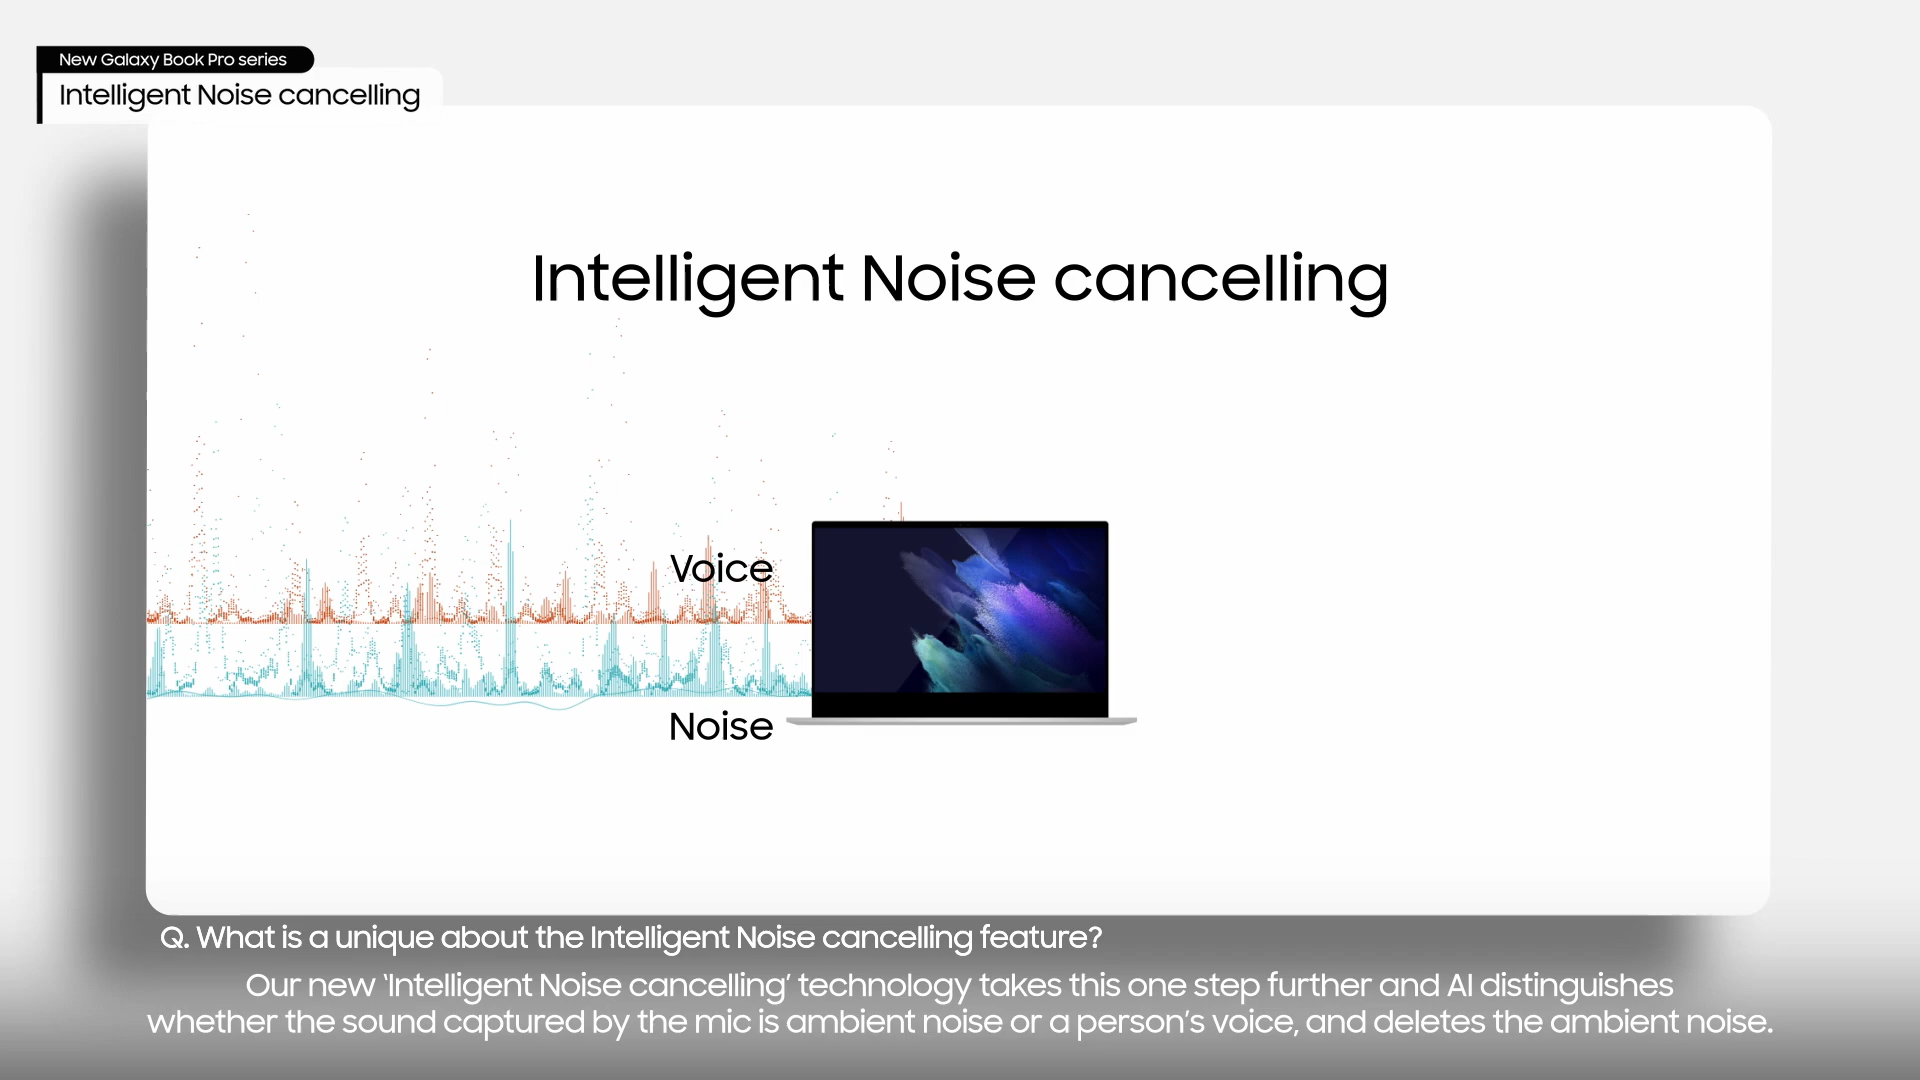 New Galaxy Book Pro series
Intelligent Noise cancelling
Intelligent Noise cancelling
Voice
Noise
Q. What is a unique about the Intelligent Noise cancelling feature?
Our new ‘Intelligent Noise cancelling’ technology takes this one step further and AI distinguishes
whether the sound captured by the mic is ambient noise or a person’s voice, and deletes the ambient noise.